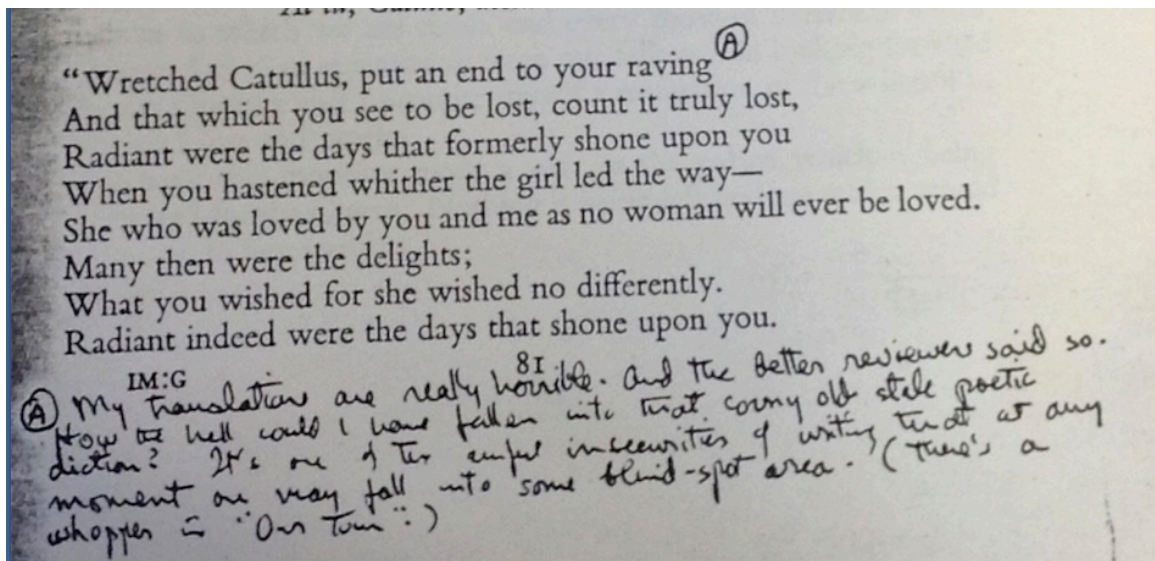 “Wretched Catullus, put an end to your raving Ⓐ
And that which you see to be lost, count it truly lost,
Radiant were the days that formerly shone upon you
When you hastened whither the girl led the way—
She who was loved by you and me as no woman will ever be loved.
Many then were the delights;
What you wished for she wished no differently.
Radiant indeed were the days that shone upon you.
IM:G 81
Ⓐ My translations are really horrible. And the better reviewers said so.
How the hell could I have fallen into that corny old stale poetic
diction? It's one of the awful insecurities of writing that at any
moment one may fall into some blind-spot area. (There's a
whopper in "Our Town".)